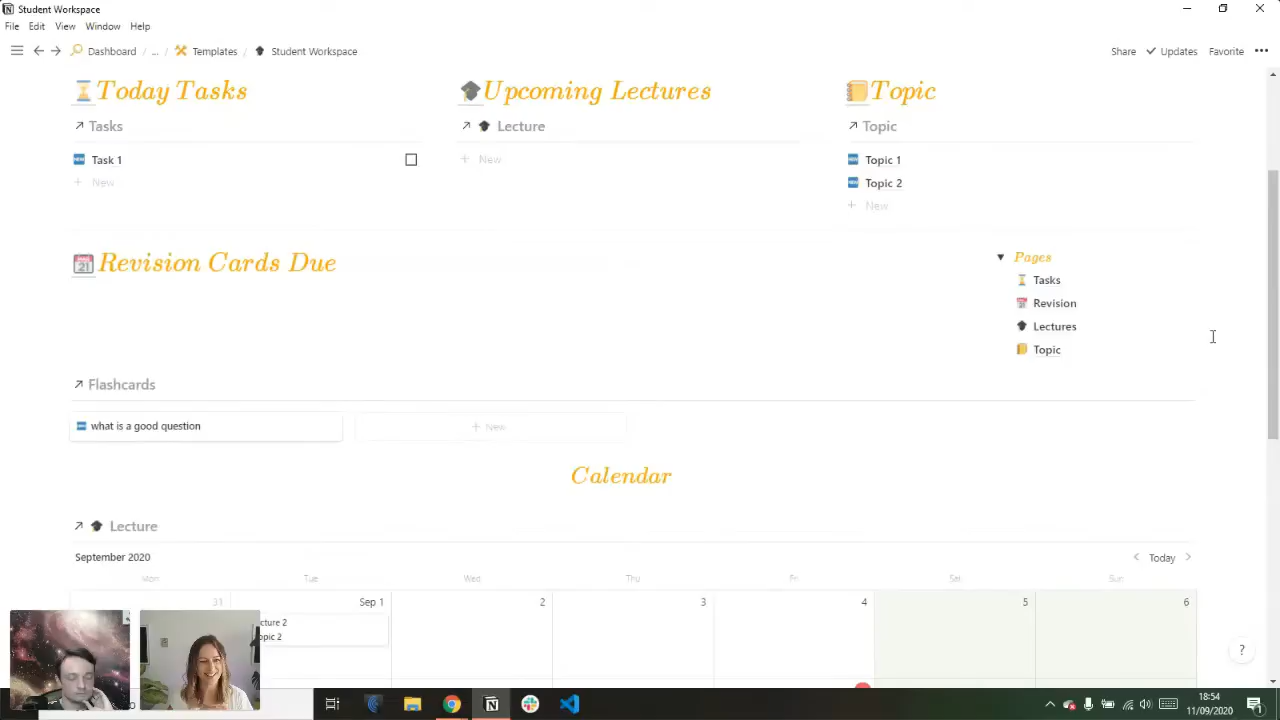 Student Workspace
File Edit View Window Help
Dashboard / ... / Templates / Student Workspace
Share Updates Favorite
Today Tasks
Upcoming Lectures
Topic
Tasks
Lecture
Topic
Task 1
New
Topic 1
New
Topic 2
New
Revision Cards Due
Pages
Tasks
Revision
Lectures
Topic
Flashcards
what is a good question
New
Calendar
Lecture
September 2020
Today
Mon Tue Wed Thu Fri Sat Sun
31 Sep 1 2 3 4 5 6
cture 2
opic 2
?
18:54
11/09/2020